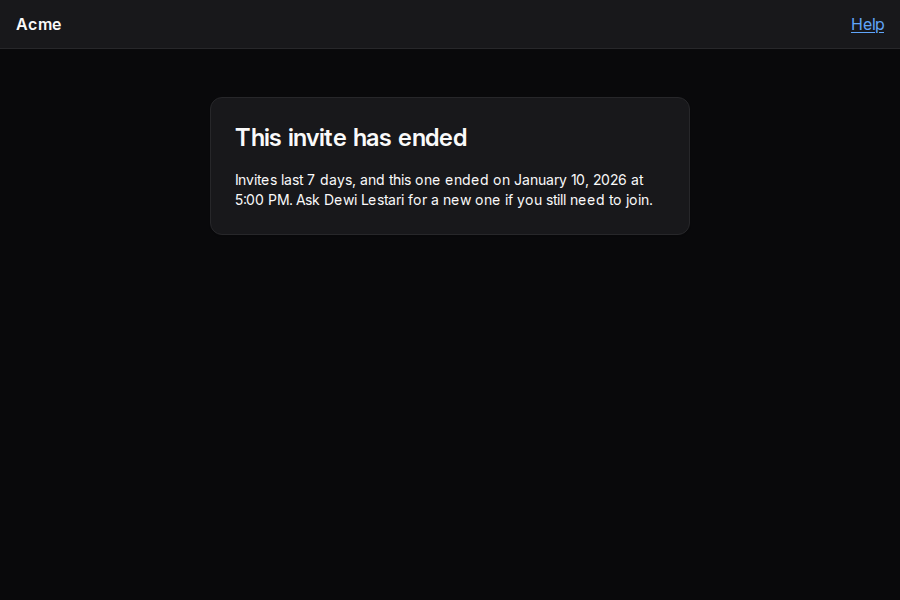 Acme
Help
This invite has ended
Invites last 7 days, and this one ended on January 10, 2026 at
5:00 PM. Ask Dewi Lestari for a new one if you still need to join.